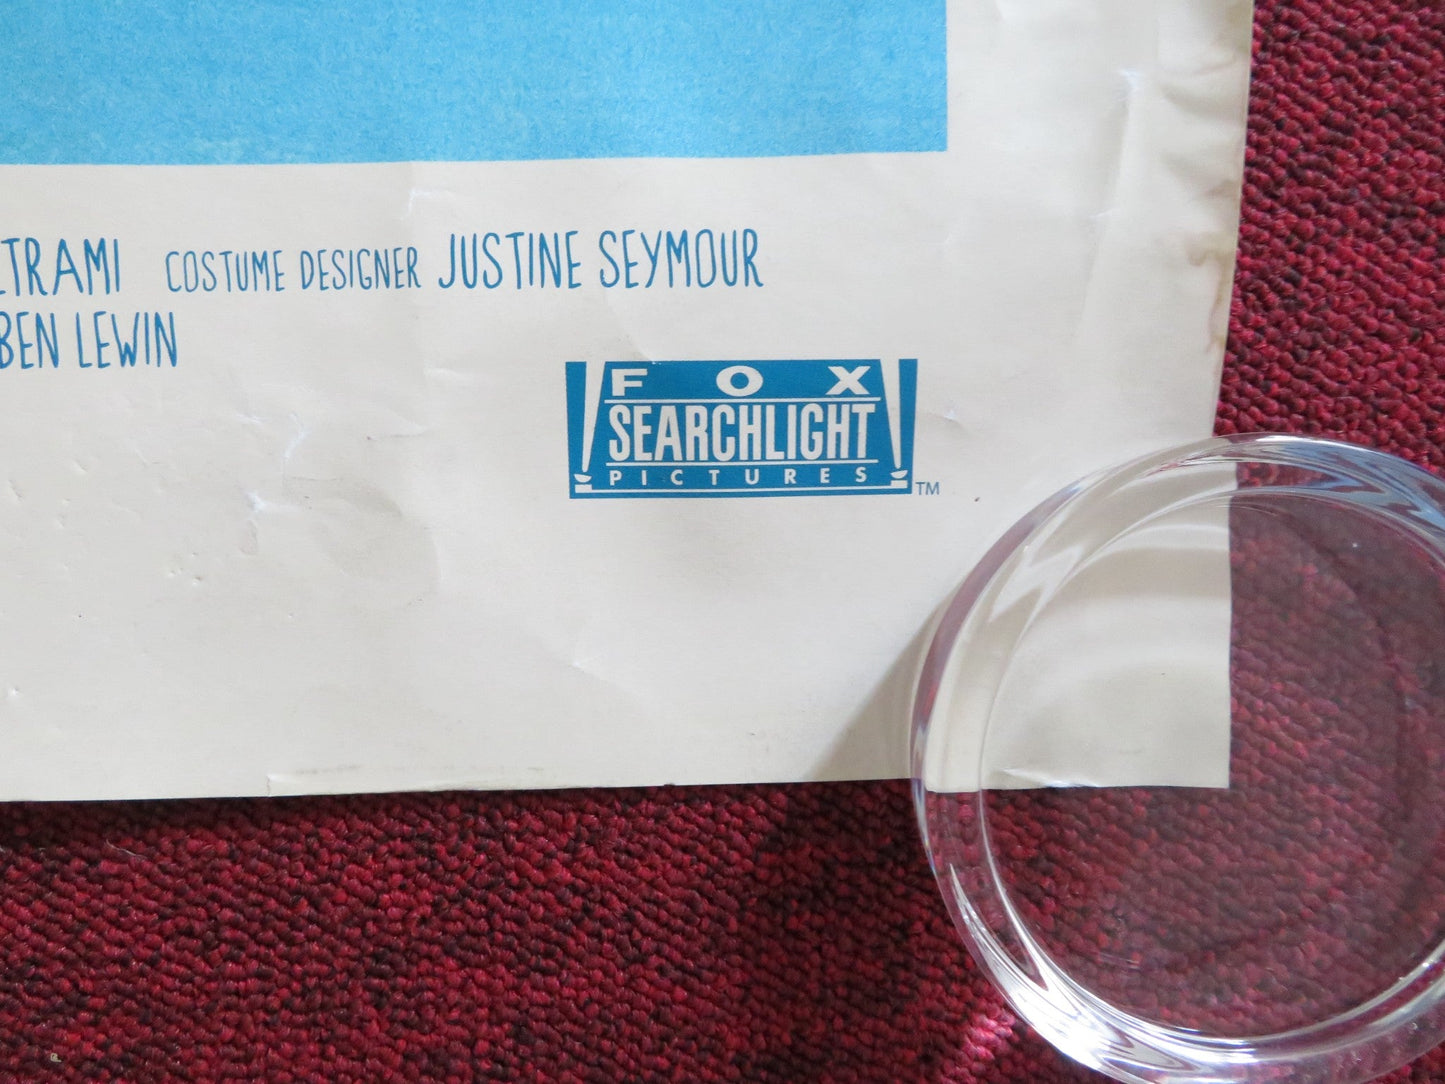 LTRAMI COSTUME DESIGNER JUSTINE SEYMOUR
BEN LEWIN
FOX
SEARCHLIGHT
PICTURES
TM